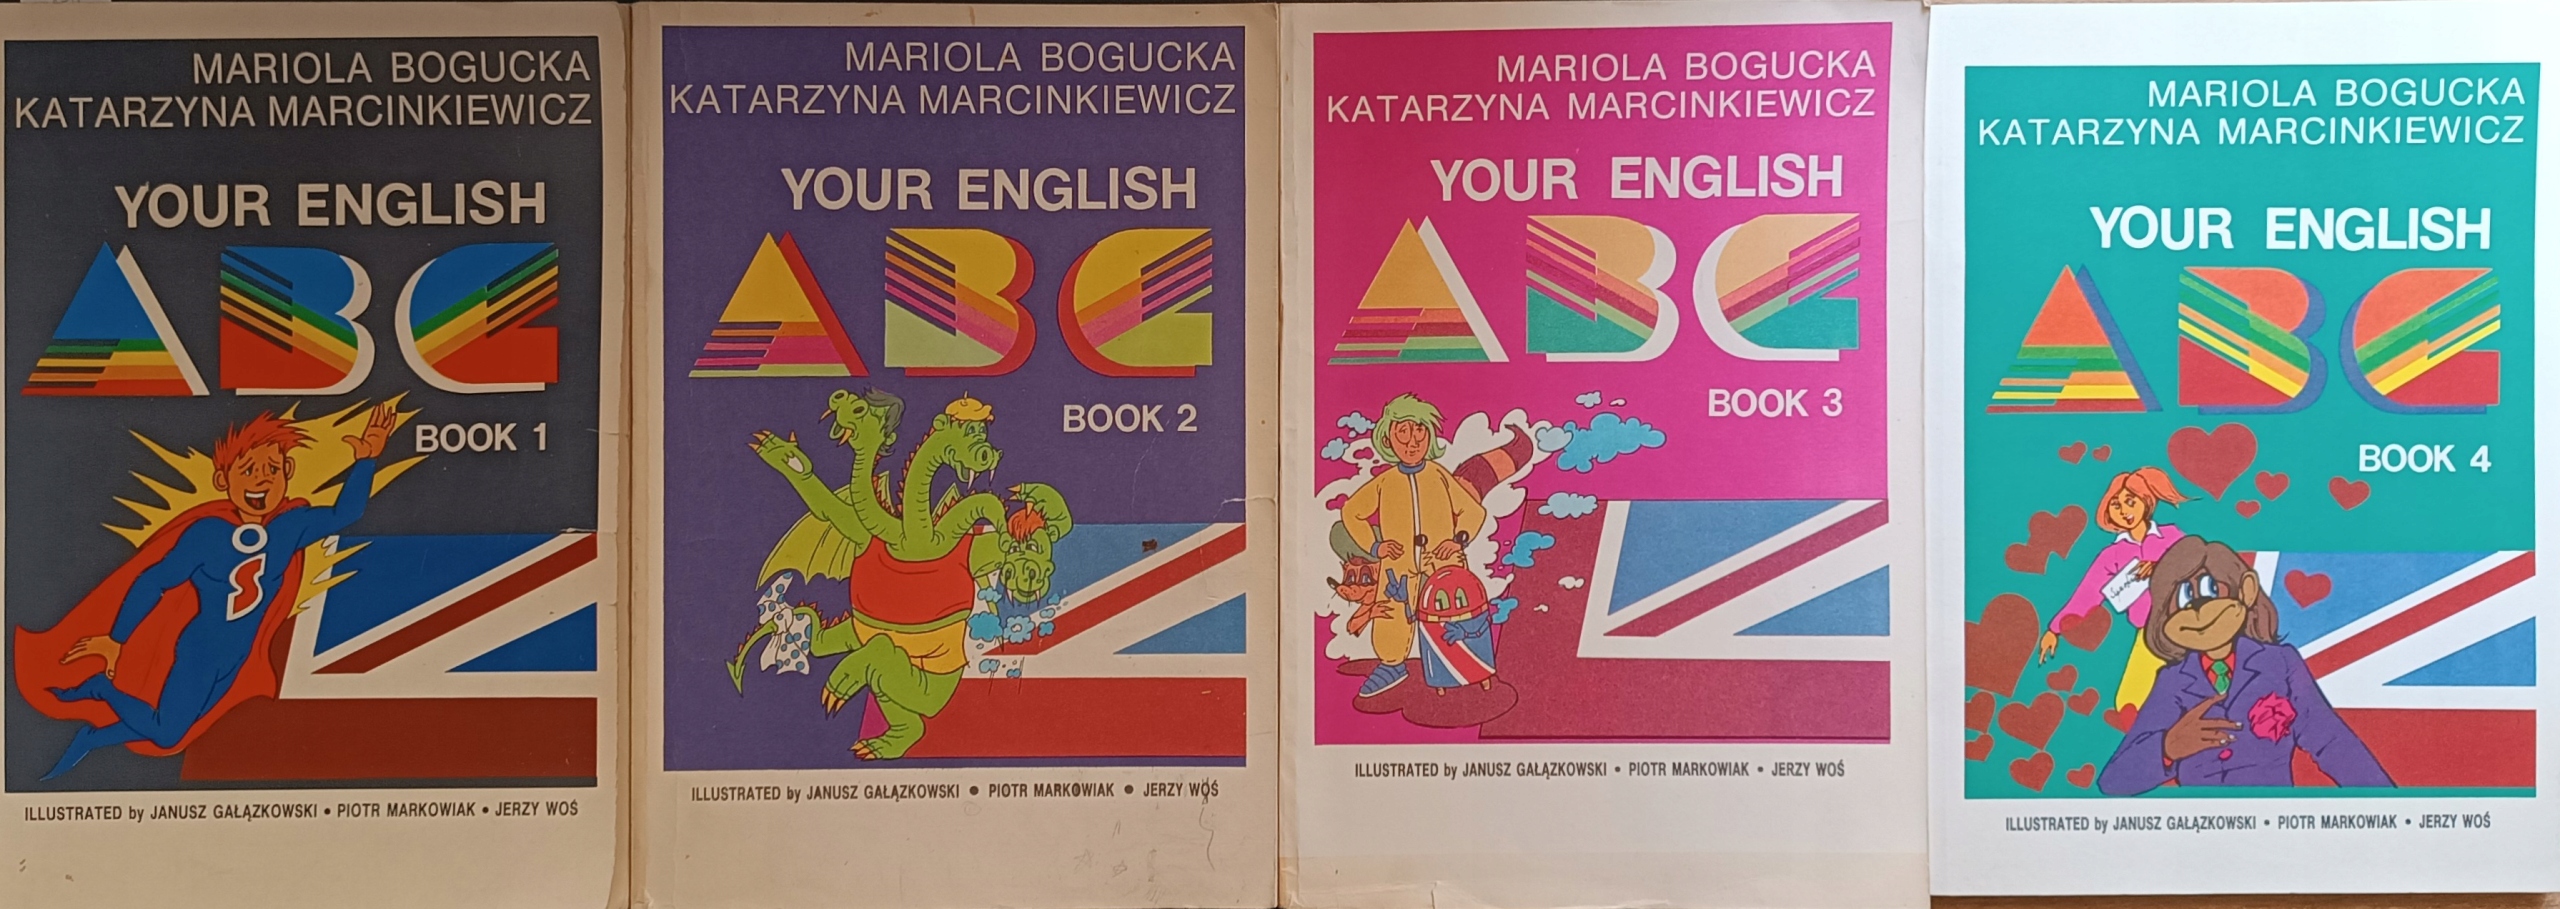 MARIOLA BOGUCKA
KATARZYNA MARCINKIEWICZ
YOUR ENGLISH
ABC
BOOK 1
OS
ILLUSTRATED by JANUSZ GAŁĄZKOWSKI • PIOTR MARKOWIAK • JERZY WOŚ
MARIOLA BOGUCKA
KATARZYNA MARCINKIEWICZ
YOUR ENGLISH
ABC
BOOK 2
ILLUSTRATED by JANUSZ GAŁĄZKOWSKI • PIOTR MARKOWIAK • JERZY WOŚ
MARIOLA BOGUCKA
KATARZYNA MARCINKIEWICZ
YOUR ENGLISH
ABC
BOOK 3
ILLUSTRATED by JANUSZ GAŁĄZKOWSKI • PIOTR MARKOWIAK • JERZY WOŚ
MARIOLA BOGUCKA
KATARZYNA MARCINKIEWICZ
YOUR ENGLISH
ABC
BOOK 4
ILLUSTRATED by JANUSZ GAŁĄZKOWSKI • PIOTR MARKOWIAK • JERZY WOŚ